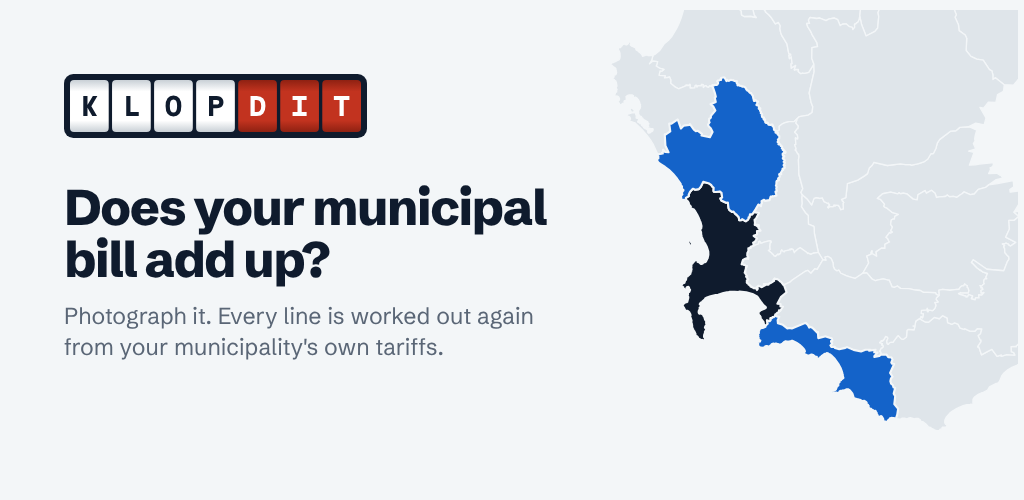 KLOPDIT
Does your municipal
bill add up?
Photograph it. Every line is worked out again
from your municipality's own tariffs.